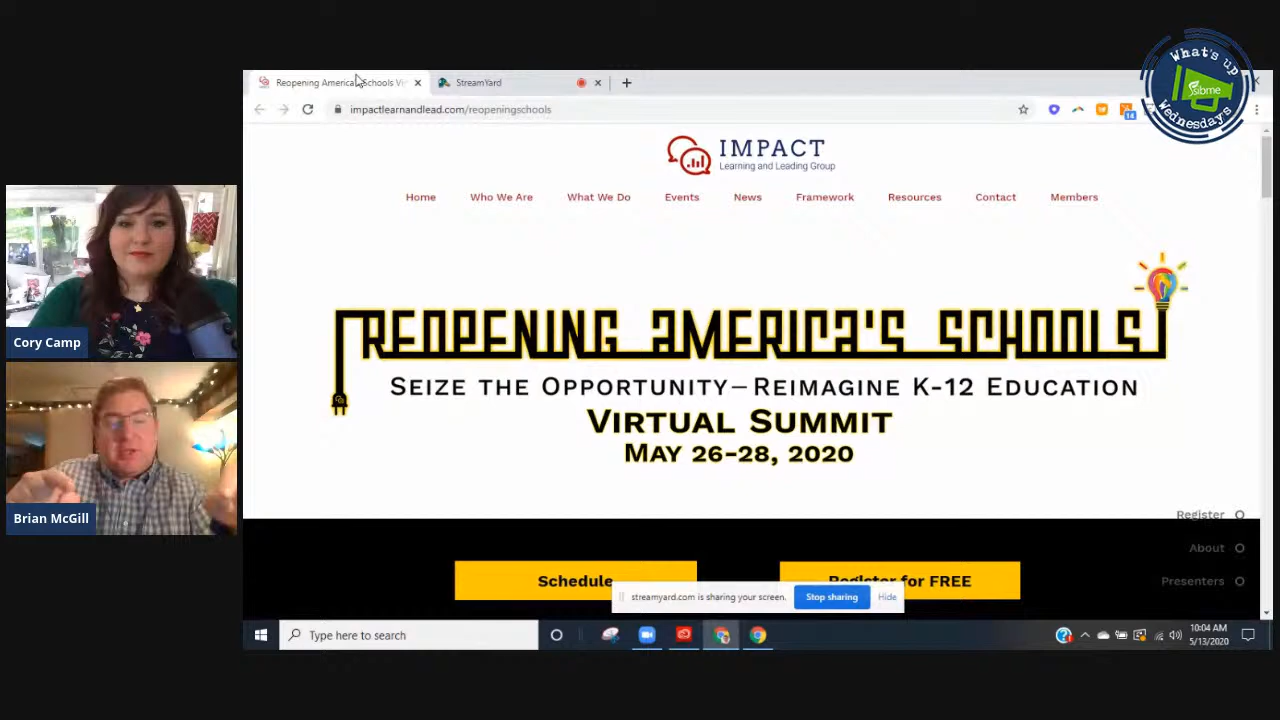 What's up
Sibme
Wednesdays
Reopening America's Schools Vi
StreamYard
impactlearnandlead.com/reopeningschools
14
IMPACT
Learning and Leading Group
Home Who We Are What We Do Events News Framework Resources Contact Members
REOPENING AMERICA'S SCHOOLS
SEIZE THE OPPORTUNITY—REIMAGINE K-12 EDUCATION
VIRTUAL SUMMIT
MAY 26-28, 2020
Cory Camp
Brian McGill
Register
About
Presenters
Schedule
Register for FREE
streamyard.com is sharing your screen. Stop sharing Hide
Type here to search
10:04 AM
5/13/2020